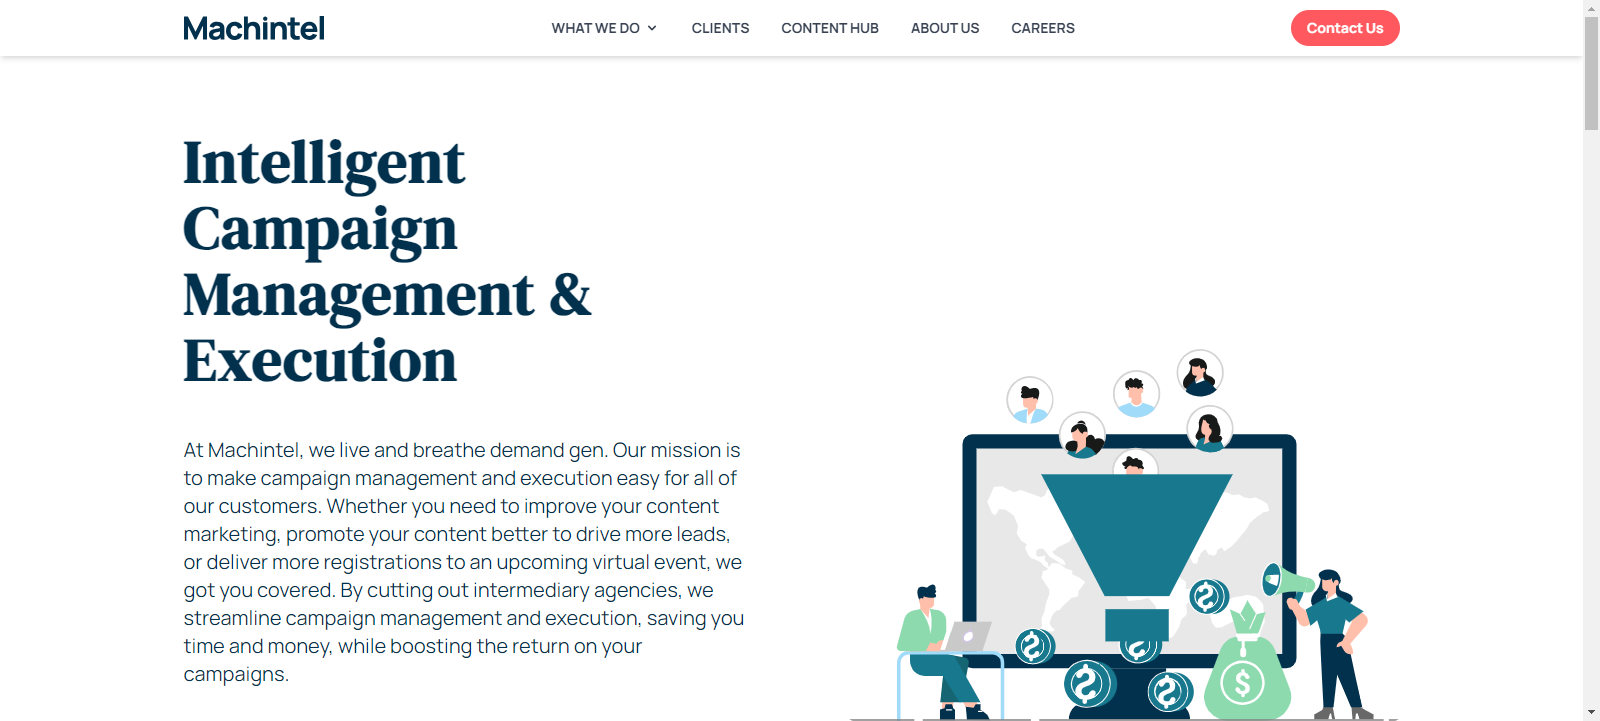 Machintel
WHAT WE DO
CLIENTS
CONTENT HUB
ABOUT US
CAREERS
Contact Us
Intelligent
Campaign
Management &
Execution
At Machintel, we live and breathe demand gen. Our mission is
to make campaign management and execution easy for all of
our customers. Whether you need to improve your content
marketing, promote your content better to drive more leads,
or deliver more registrations to an upcoming virtual event, we
got you covered. By cutting out intermediary agencies, we
streamline campaign management and execution, saving you
time and money, while boosting the return on your
campaigns.
$